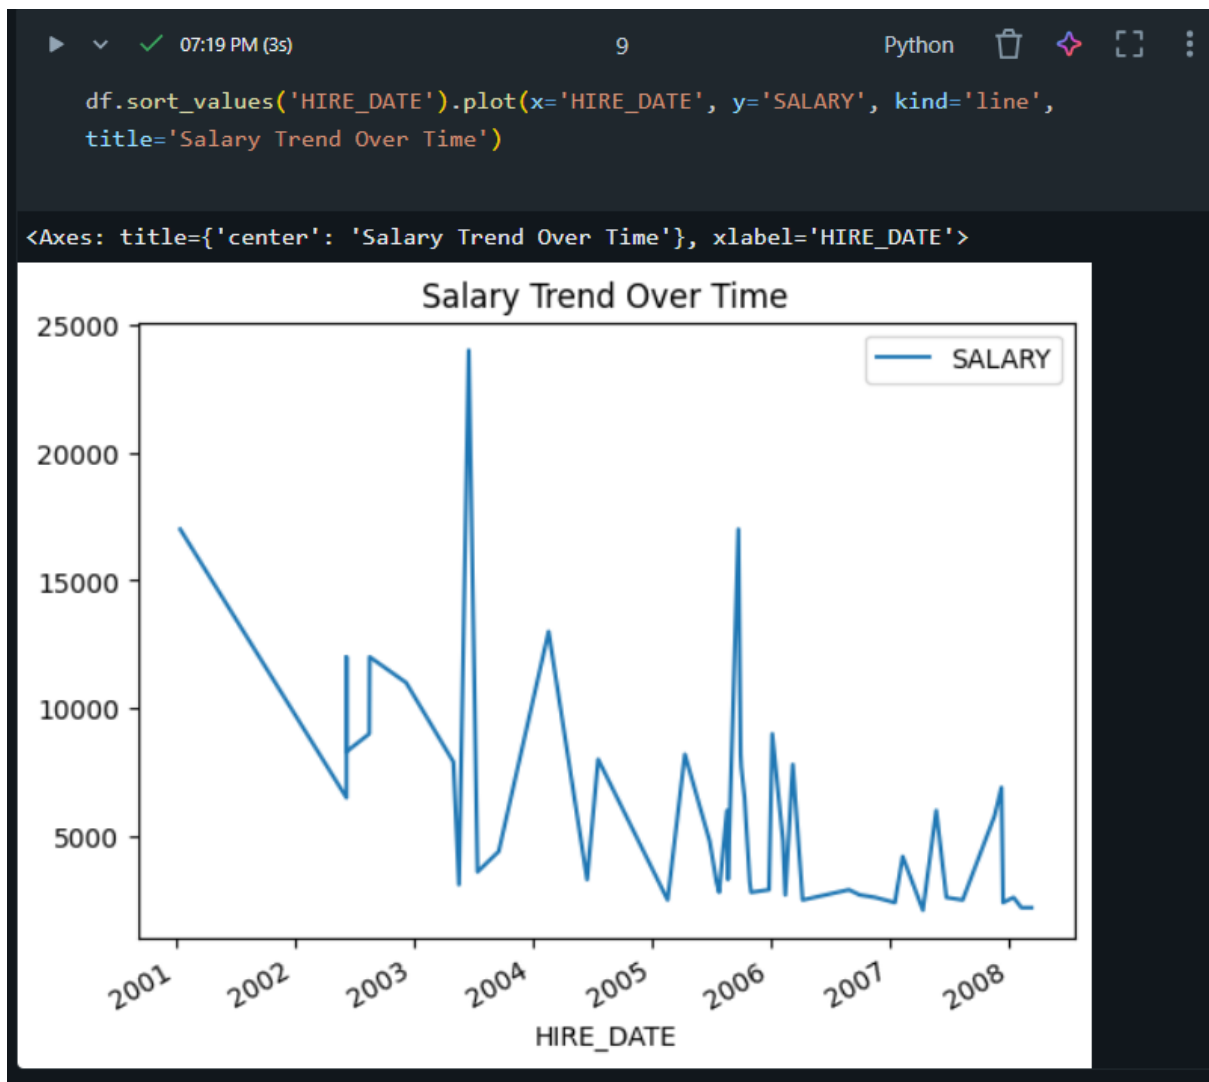 07:19 PM (3s)
9
Python
df.sort_values('HIRE_DATE').plot(x='HIRE_DATE', y='SALARY', kind='line',
title='Salary Trend Over Time')
<Axes: title={'center': 'Salary Trend Over Time'}, xlabel='HIRE_DATE'>
Salary Trend Over Time
SALARY
25000
20000
15000
10000
5000
2001
2002
2003
2004
2005
2006
2007
2008
HIRE_DATE